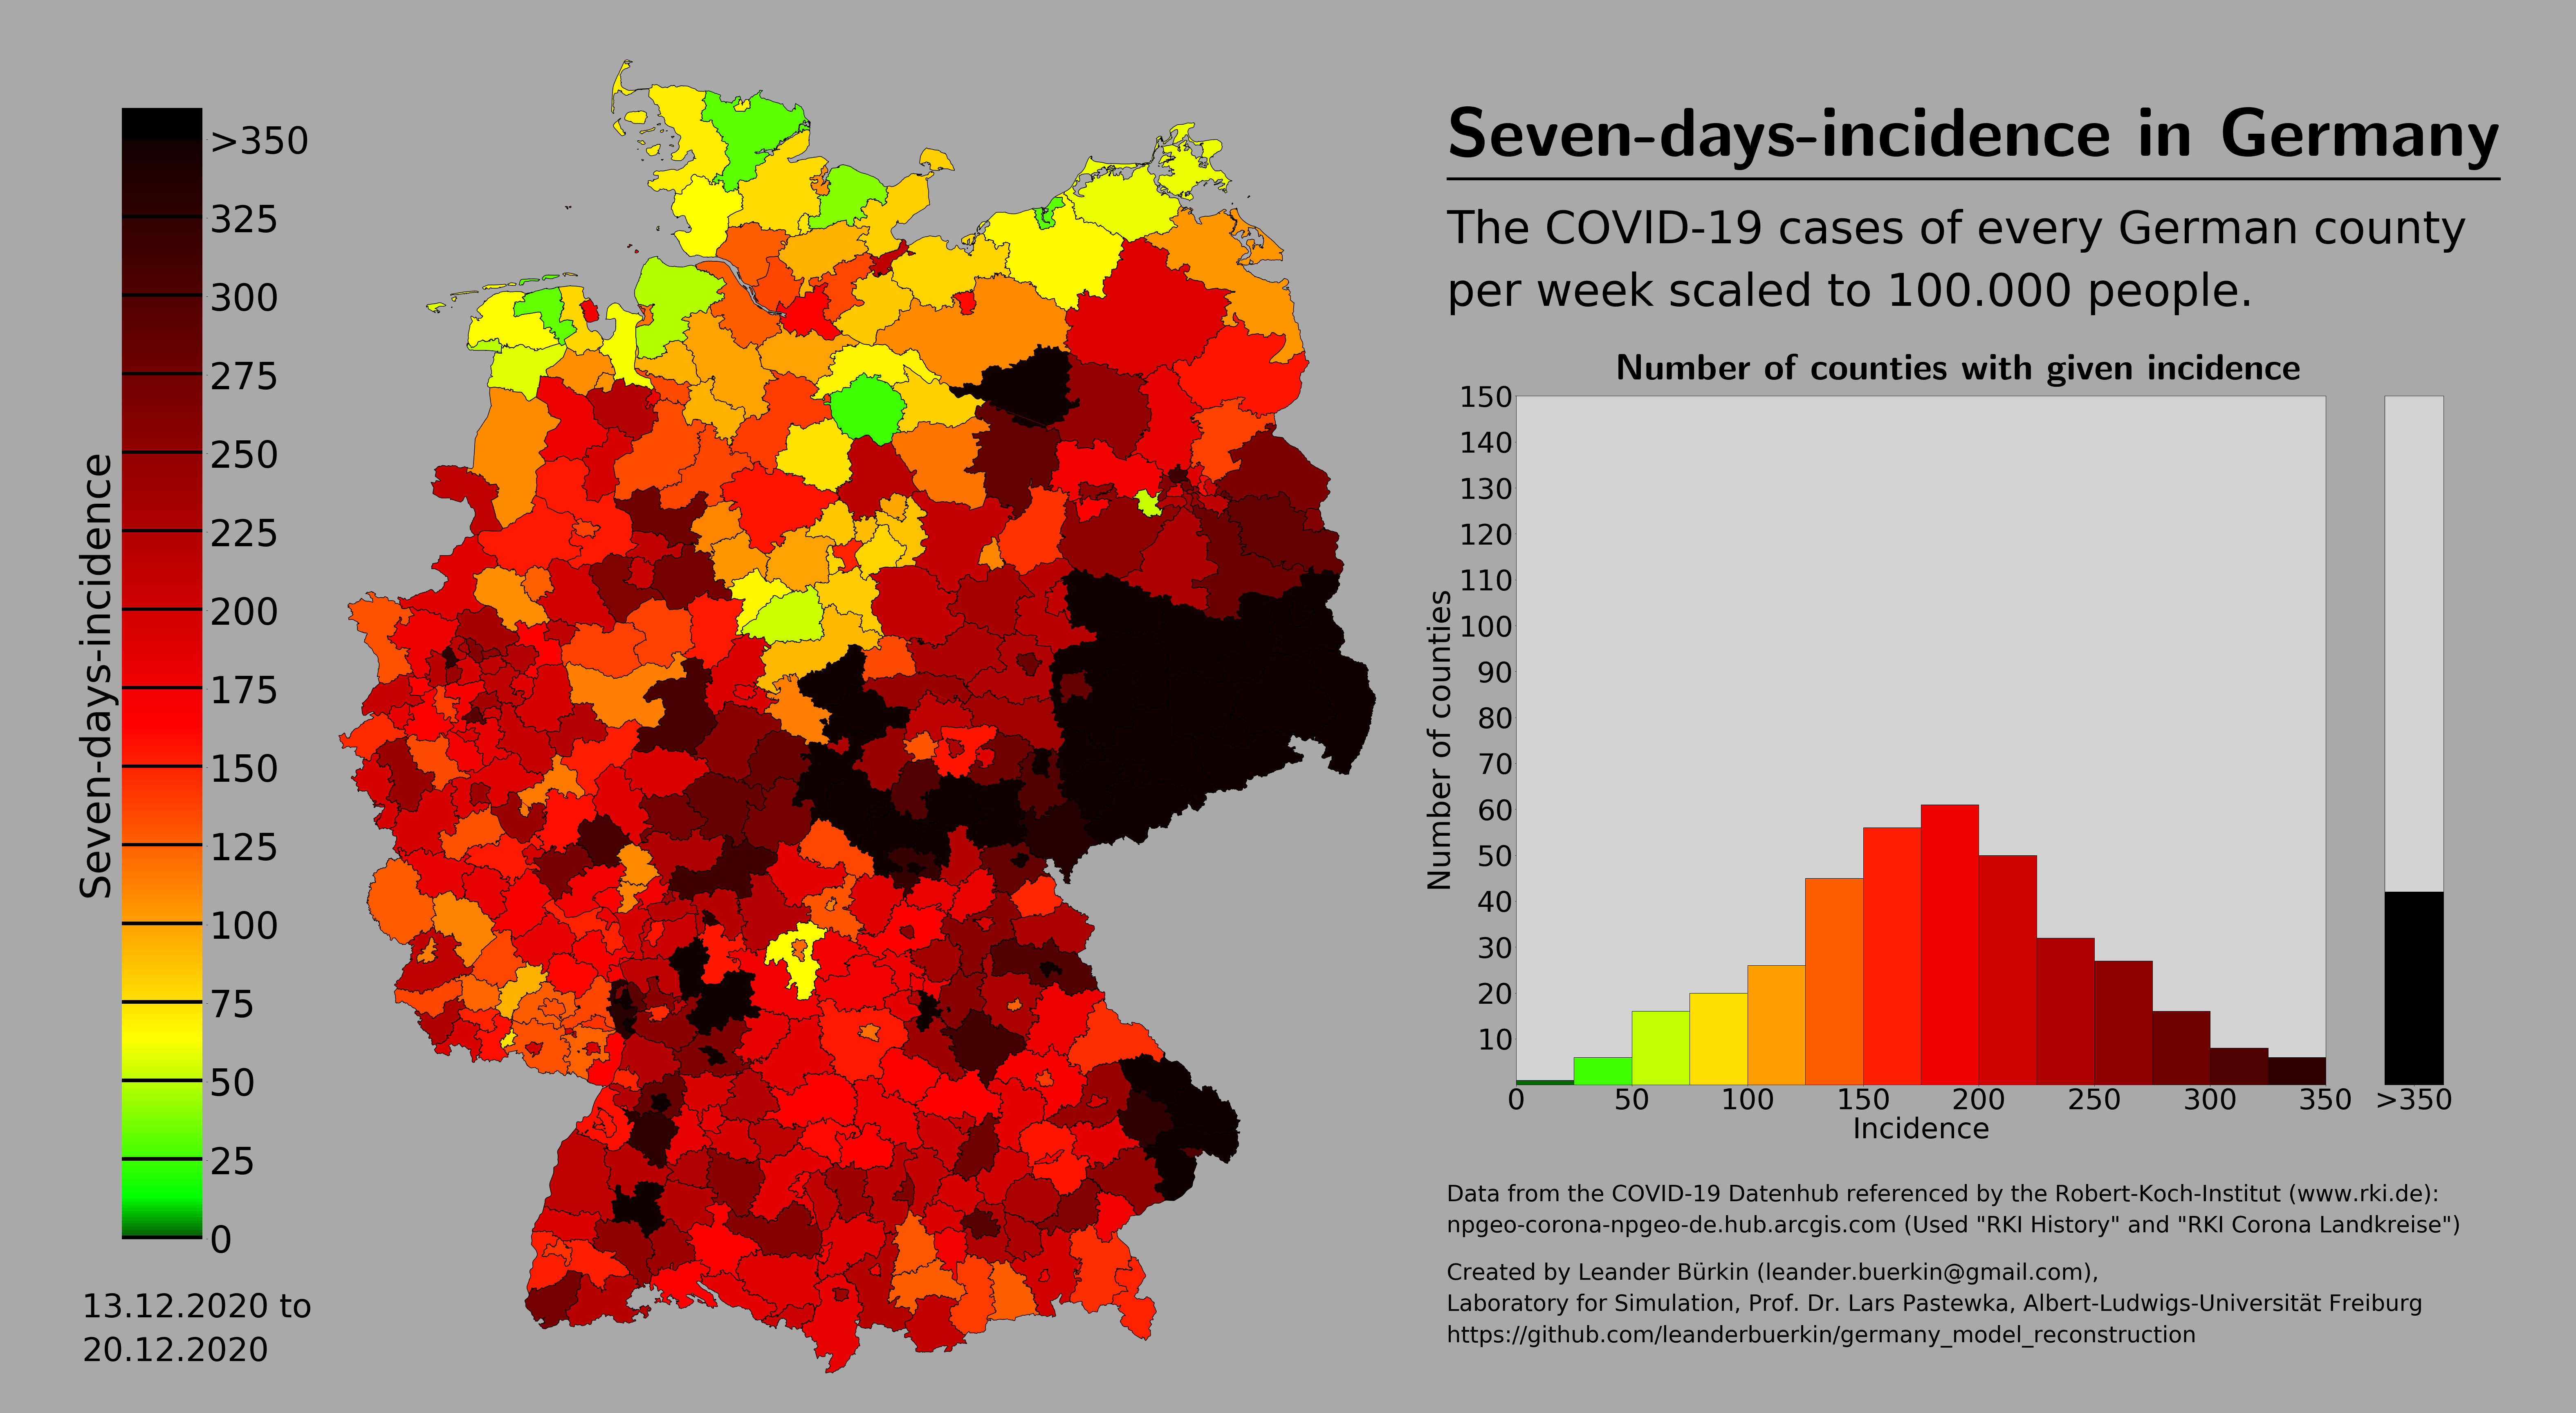 Seven-days-incidence in Germany
The COVID-19 cases of every German county
per week scaled to 100.000 people.
Seven-days-incidence
>350
325
300
275
250
225
200
175
150
125
100
75
50
25
0
13.12.2020 to
20.12.2020
Number of counties with given incidence
Number of counties
150
140
130
120
110
100
90
80
70
60
50
40
30
20
10
0 50 100 150 200 250 300 350 >350
Incidence
Data from the COVID-19 Datenhub referenced by the Robert-Koch-Institut (www.rki.de):
npgeo-corona-npgeo-de.hub.arcgis.com (Used "RKI History" and "RKI Corona Landkreise")
Created by Leander Bürkin (leander.buerkin@gmail.com),
Laboratory for Simulation, Prof. Dr. Lars Pastewka, Albert-Ludwigs-Universität Freiburg
https://github.com/leanderbuerkin/germany_model_reconstruction